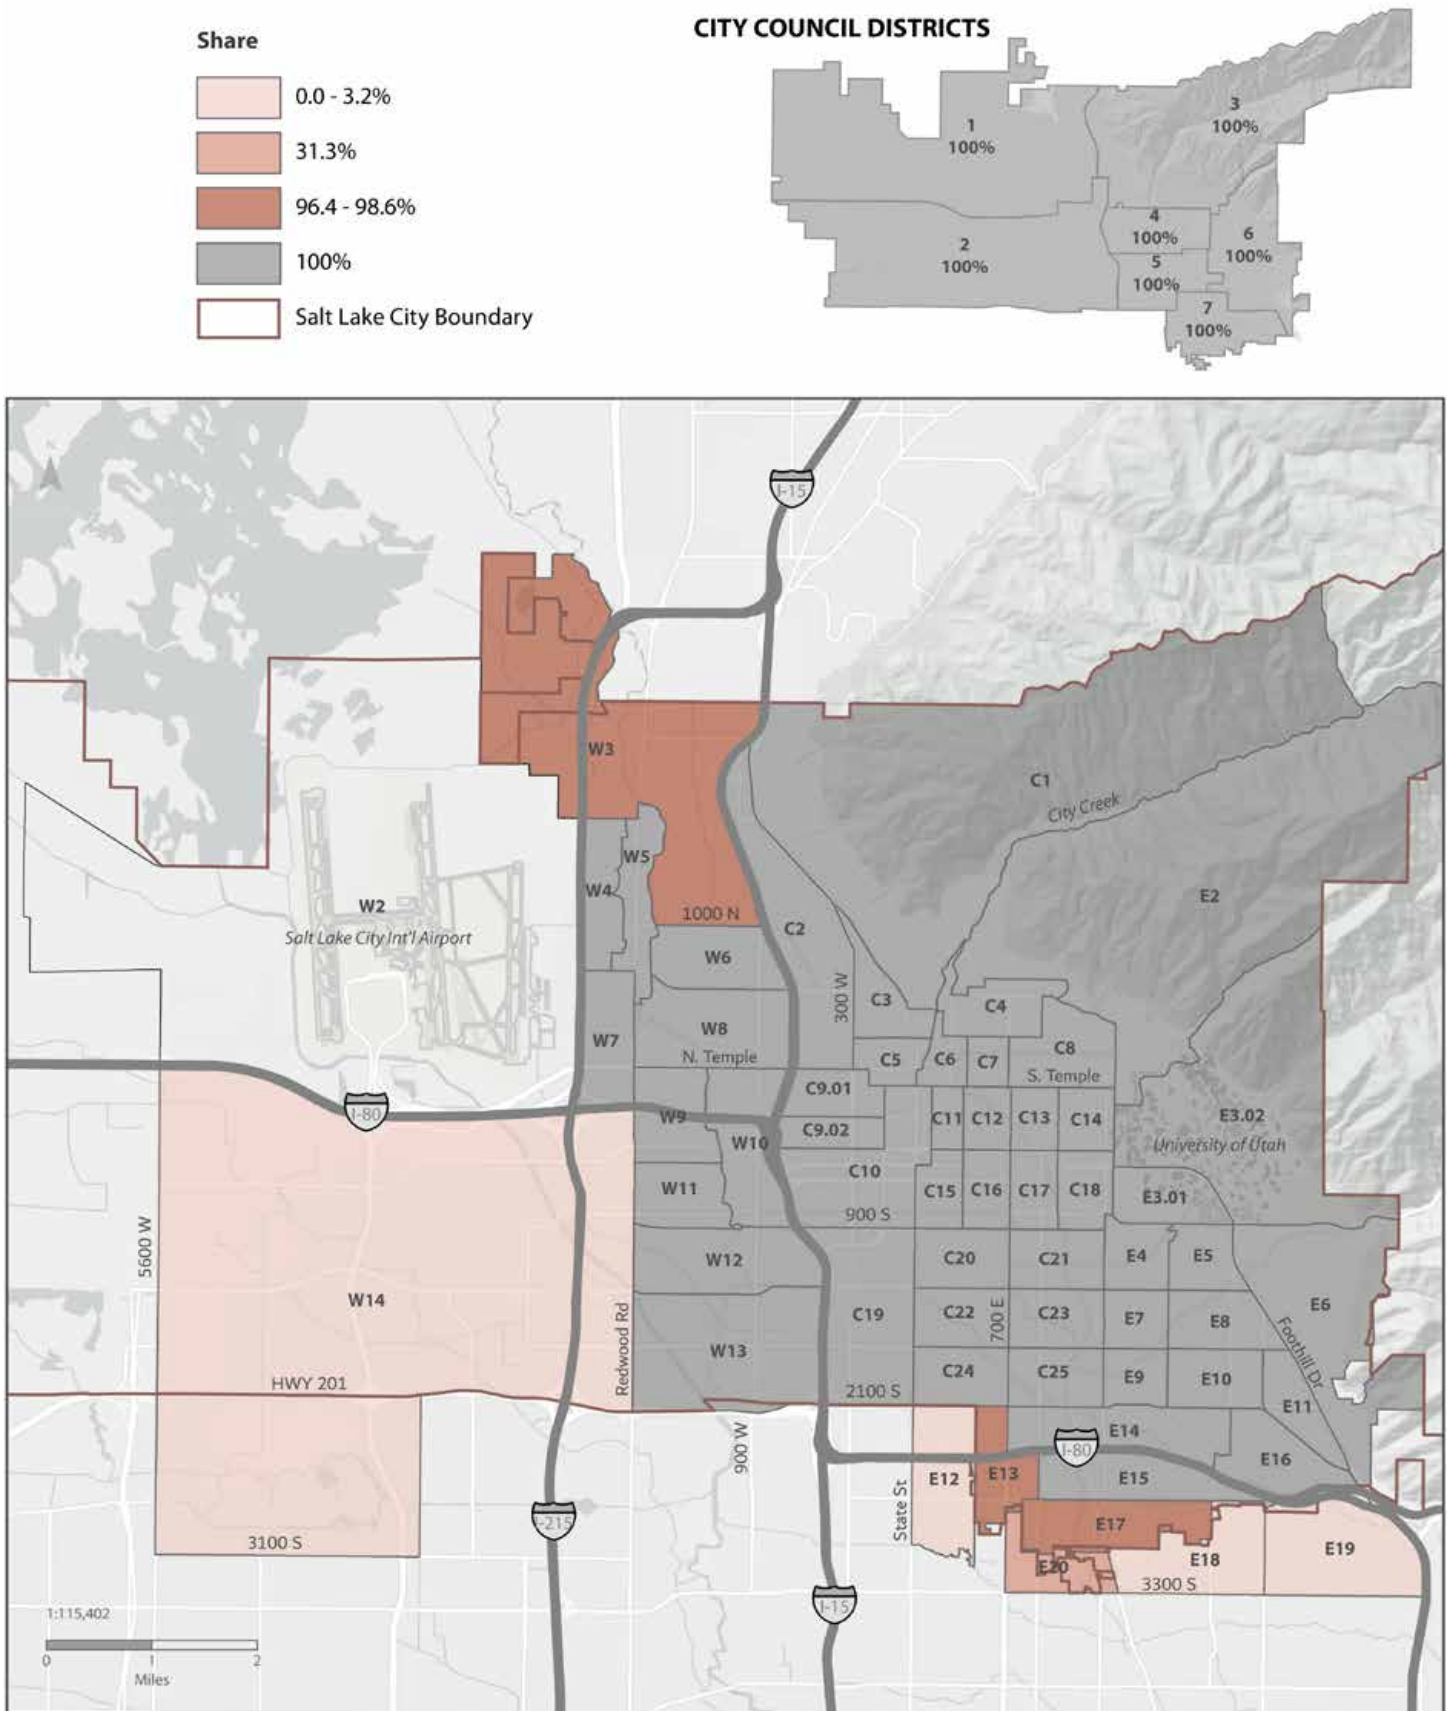 Share
0.0 - 3.2%
31.3%
96.4 - 98.6%
100%
Salt Lake City Boundary
CITY COUNCIL DISTRICTS
1
100%
2
100%
3
100%
4
100%
5
100%
6
100%
7
100%
I-15
W3
C1
City Creek
W5
W4
E2
W2
Salt Lake City Int'l Airport
1000 N
C2
W6
300 W
C3
C4
W7
W8
N. Temple
C5
C6
C7
C8
S. Temple
C9.01
I-80
W9
C9.02
W10
C11
C12
C13
C14
E3.02
University of Utah
C10
W11
C15
C16
C17
C18
E3.01
900 S
5600 W
W12
C20
C21
E4
E5
W14
C19
C22
700 E
C23
E7
E8
E6
Redwood Rd
W13
Foothill Dr
C24
C25
E9
E10
HWY 201
2100 S
E11
900 W
E14
I-80
E16
E12
E13
E15
State St
I-215
E17
3100 S
E20
E18
E19
3300 S
I-15
1:115,402
0 1 2
Miles